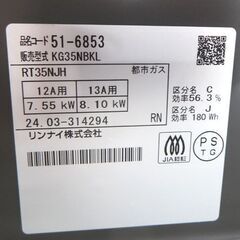 品名コード 51-6853
販売型式 KG35NBKL
RT35NJH 都市ガス
12A用 13A用
7.55 kW 8.10 kW
24.03-314294 RN
リンナイ株式会社
区分名 C
効率56.3 %
区分名 J
効率 180 Wh
JIA認証
PS
TG